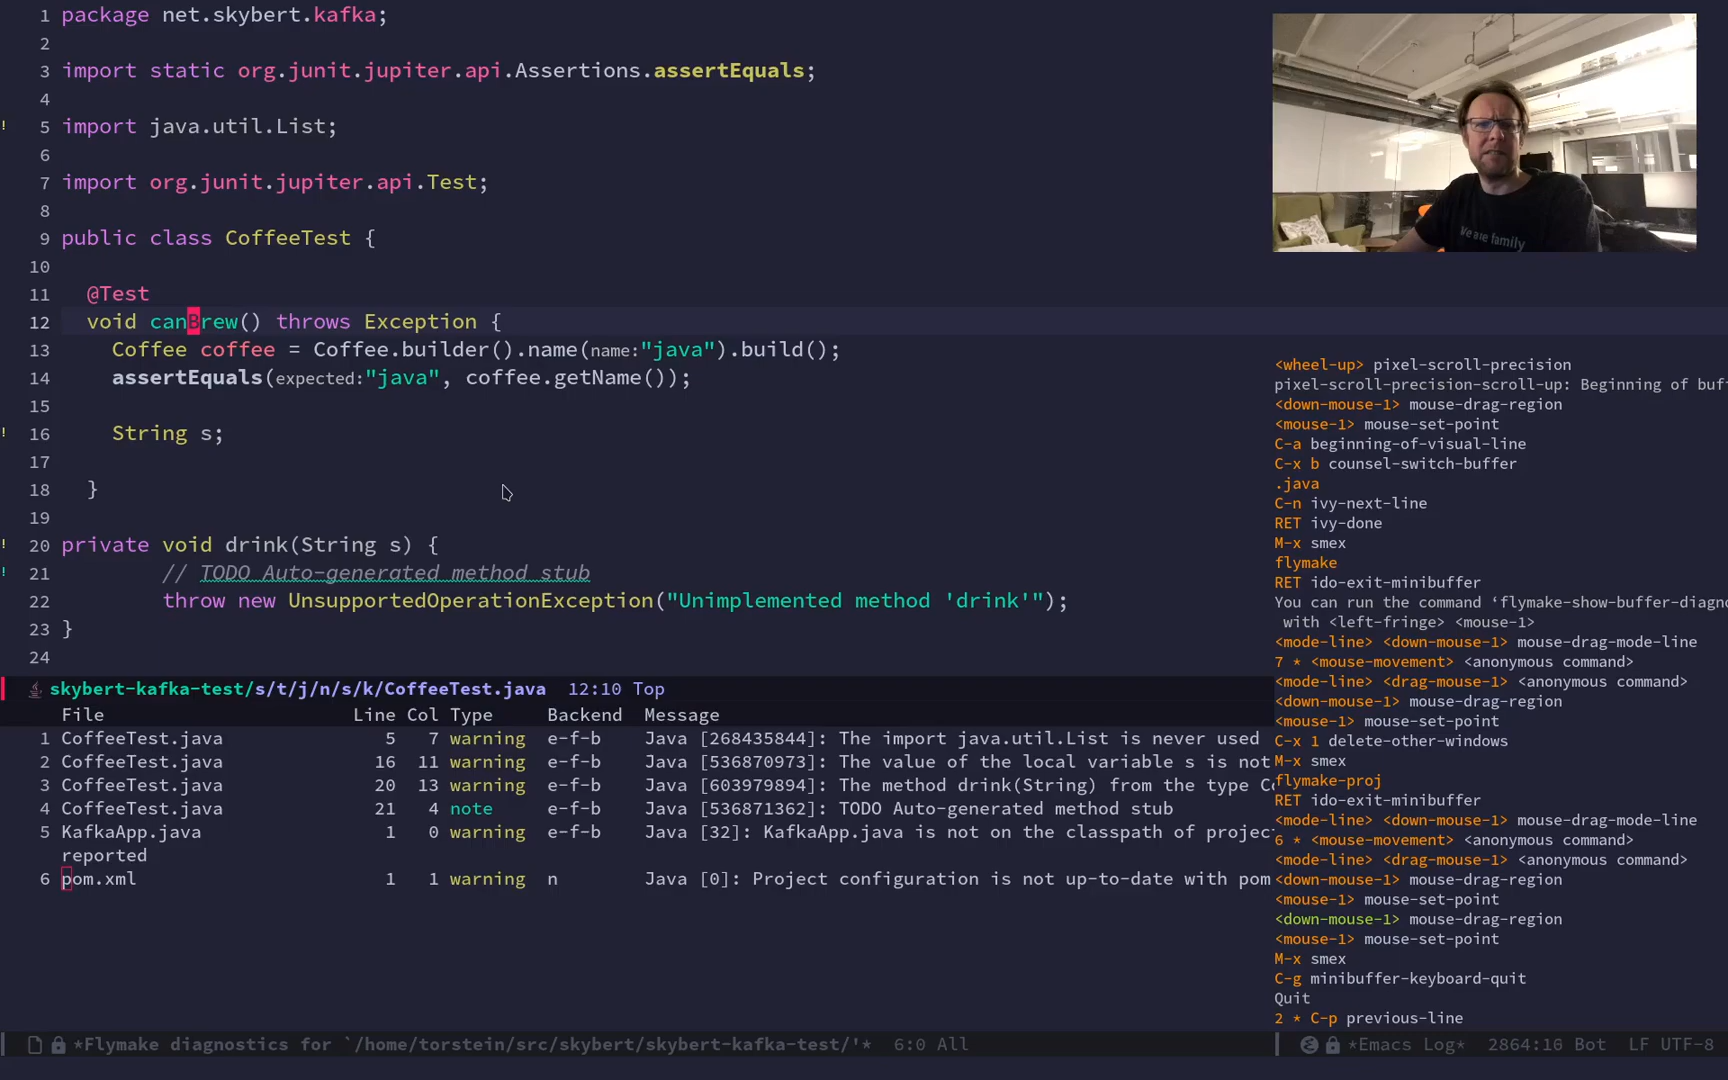 1 package net.skybert.kafka;
2
3 import static org.junit.jupiter.api.Assertions.assertEquals;
4
! 5 import java.util.List;
6
7 import org.junit.jupiter.api.Test;
8
9 public class CoffeeTest {
10
11 @Test
12 void canBrew() throws Exception {
13 Coffee coffee = Coffee.builder().name(name:"java").build();
14 assertEquals(expected:"java", coffee.getName());
15
! 16 String s;
17
18 }
19
! 20 private void drink(String s) {
! 21 // TODO Auto-generated method stub
22 throw new UnsupportedOperationException("Unimplemented method 'drink'");
23 }
24
skybert-kafka-test/s/t/j/n/s/k/CoffeeTest.java 12:10 Top
File Line Col Type Backend Message
1 CoffeeTest.java 5 7 warning e-f-b Java [268435844]: The import java.util.List is never used
2 CoffeeTest.java 16 11 warning e-f-b Java [536870973]: The value of the local variable s is not
3 CoffeeTest.java 20 13 warning e-f-b Java [603979894]: The method drink(String) from the type Co
4 CoffeeTest.java 21 4 note e-f-b Java [536871362]: TODO Auto-generated method stub
5 KafkaApp.java 1 0 warning e-f-b Java [32]: KafkaApp.java is not on the classpath of projec
reported
6 pom.xml 1 1 warning n Java [0]: Project configuration is not up-to-date with pom
*Flymake diagnostics for `/home/torstein/src/skybert/skybert-kafka-test/'* 6:0 All
We are family
<wheel-up> pixel-scroll-precision
pixel-scroll-precision-scroll-up: Beginning of buf
<down-mouse-1> mouse-drag-region
<mouse-1> mouse-set-point
C-a beginning-of-visual-line
C-x b counsel-switch-buffer
.java
C-n ivy-next-line
RET ivy-done
M-x smex
flymake
RET ido-exit-minibuffer
You can run the command ‘flymake-show-buffer-diagn
with <left-fringe> <mouse-1>
<mode-line> <down-mouse-1> mouse-drag-mode-line
7 * <mouse-movement> <anonymous command>
<mode-line> <drag-mouse-1> <anonymous command>
<down-mouse-1> mouse-drag-region
<mouse-1> mouse-set-point
C-x 1 delete-other-windows
M-x smex
flymake-proj
RET ido-exit-minibuffer
<mode-line> <down-mouse-1> mouse-drag-mode-line
6 * <mouse-movement> <anonymous command>
<mode-line> <drag-mouse-1> <anonymous command>
<down-mouse-1> mouse-drag-region
<mouse-1> mouse-set-point
<down-mouse-1> mouse-drag-region
<mouse-1> mouse-set-point
M-x smex
C-g minibuffer-keyboard-quit
Quit
2 * C-p previous-line
*Emacs Log* 2864:16 Bot LF UTF-8